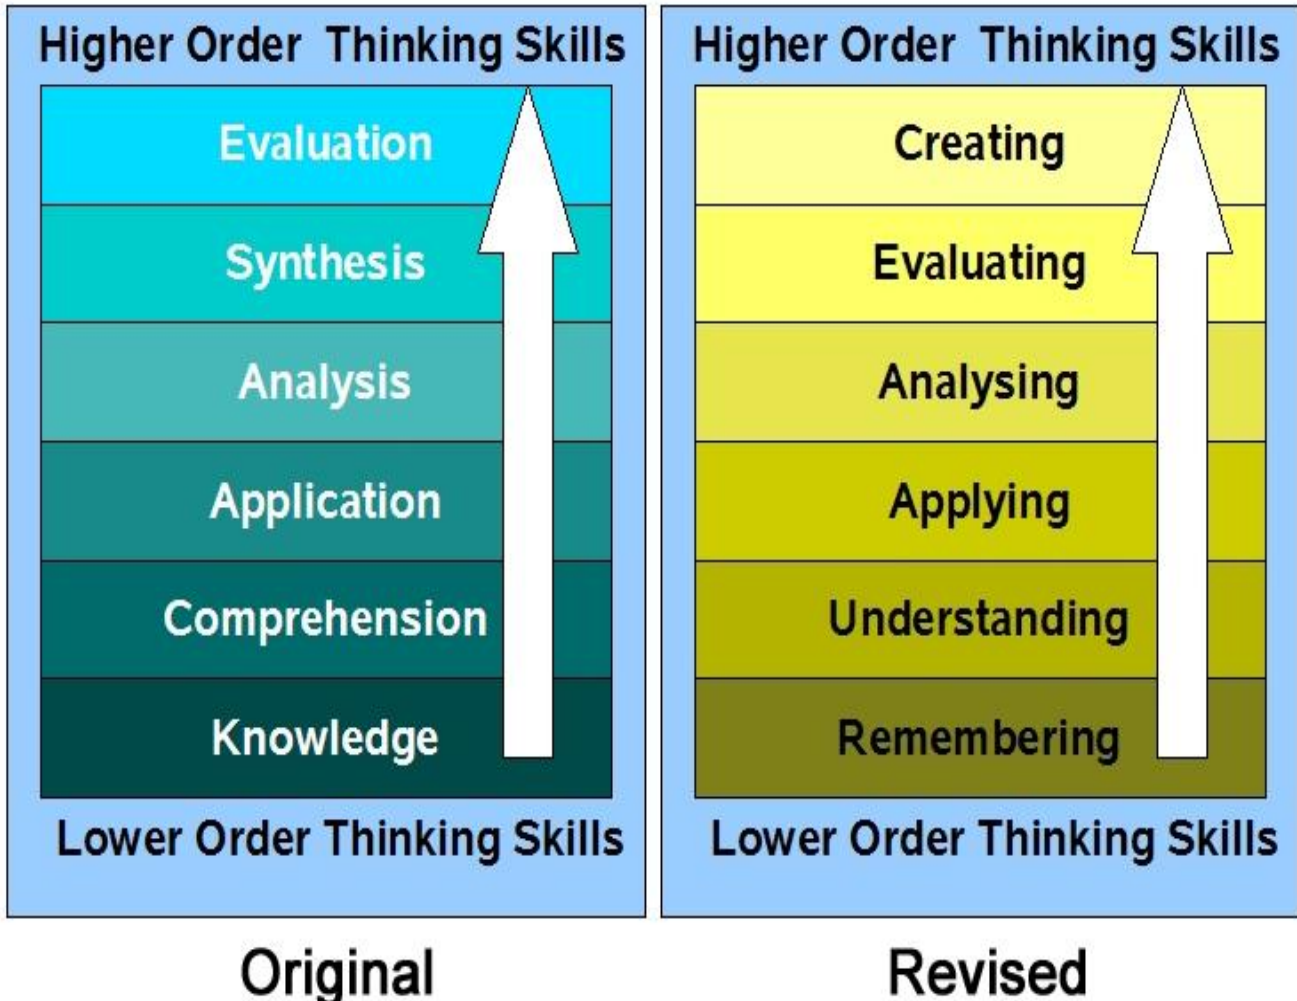 Higher Order Thinking Skills
Evaluation
Synthesis
Analysis
Application
Comprehension
Knowledge
Lower Order Thinking Skills
Original
Higher Order Thinking Skills
Creating
Evaluating
Analysing
Applying
Understanding
Remembering
Lower Order Thinking Skills
Revised